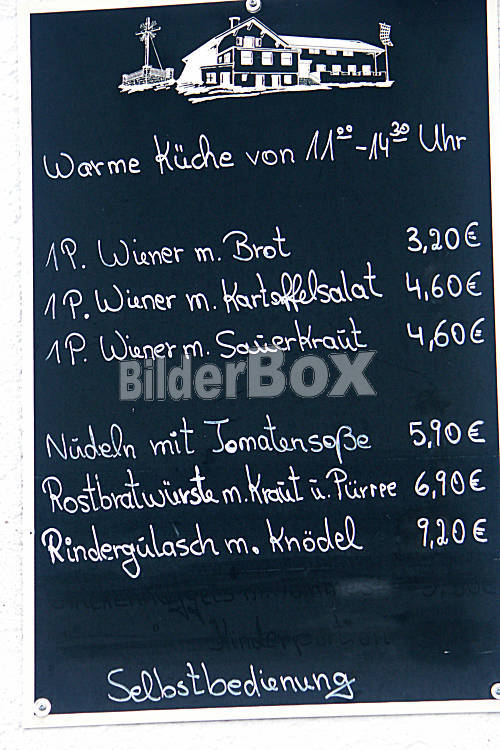 Warme Küche von 11⁰⁰-14³⁰ Uhr
1P. Wiener m. Brot 3,20€
1P. Wiener m. Kartoffelsalat 4,60€
1P. Wiener m. Sauerkraut 4,60€
BilderBox
Nudeln mit Tomatensoße 5,90€
Rostbratwürste m. Kraut u. Pürree 6,90€
Rindergulasch m. Knödel 9,20€
Kinderportion
Selbstbedienung